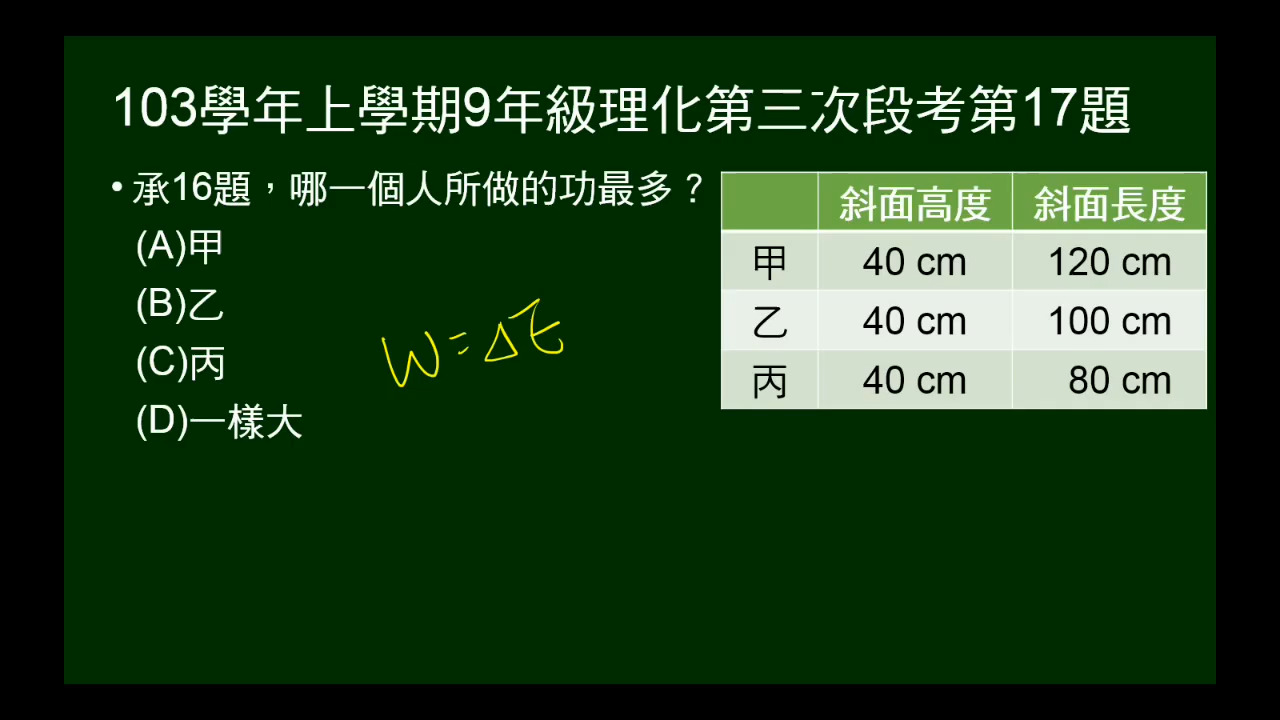 103學年上學期9年級理化第三次段考第17題
•承16題，哪一個人所做的功最多？
(A)甲
(B)乙
(C)丙
(D)一樣大
W=ΔE
斜面高度 斜面長度
甲 40 cm 120 cm
乙 40 cm 100 cm
丙 40 cm 80 cm